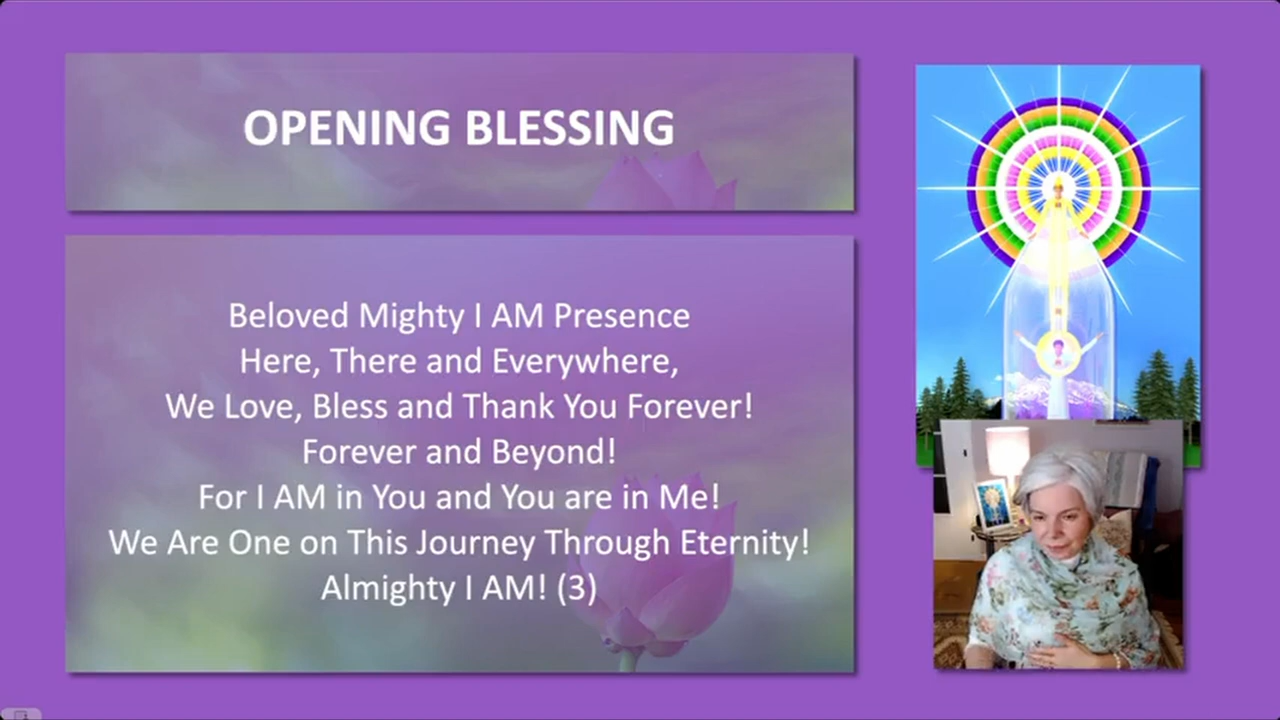 OPENING BLESSING
Beloved Mighty I AM Presence
Here, There and Everywhere,
We Love, Bless and Thank You Forever!
Forever and Beyond!
For I AM in You and You are in Me!
We Are One on This Journey Through Eternity!
Almighty I AM! (3)